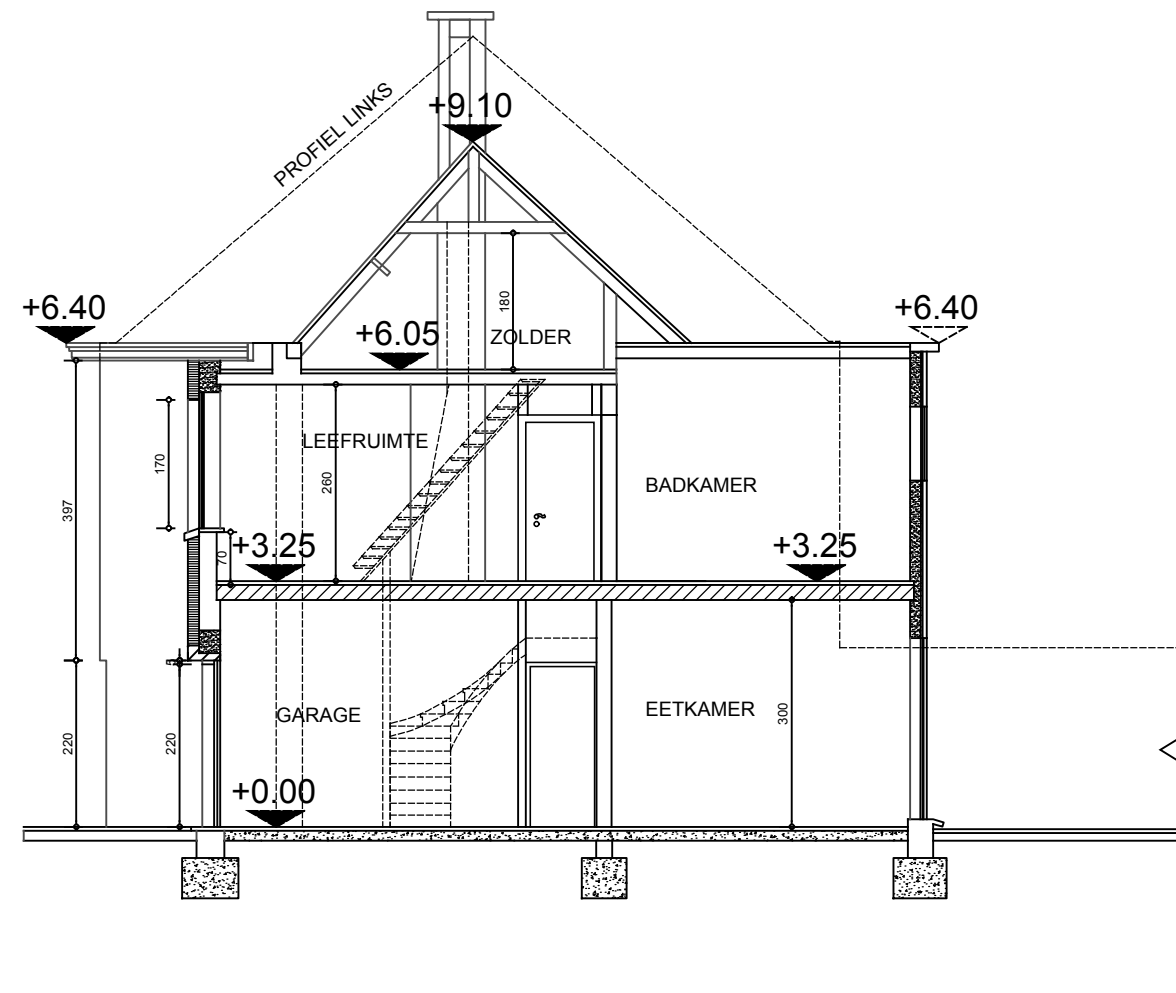 PROFIEL LINKS
+9.10
+6.40
+6.05
180
ZOLDER
+6.40
LEEFRUIMTE
170
260
397
BADKAMER
+3.25
70
+3.25
GARAGE
EETKAMER
300
220
220
+0.00